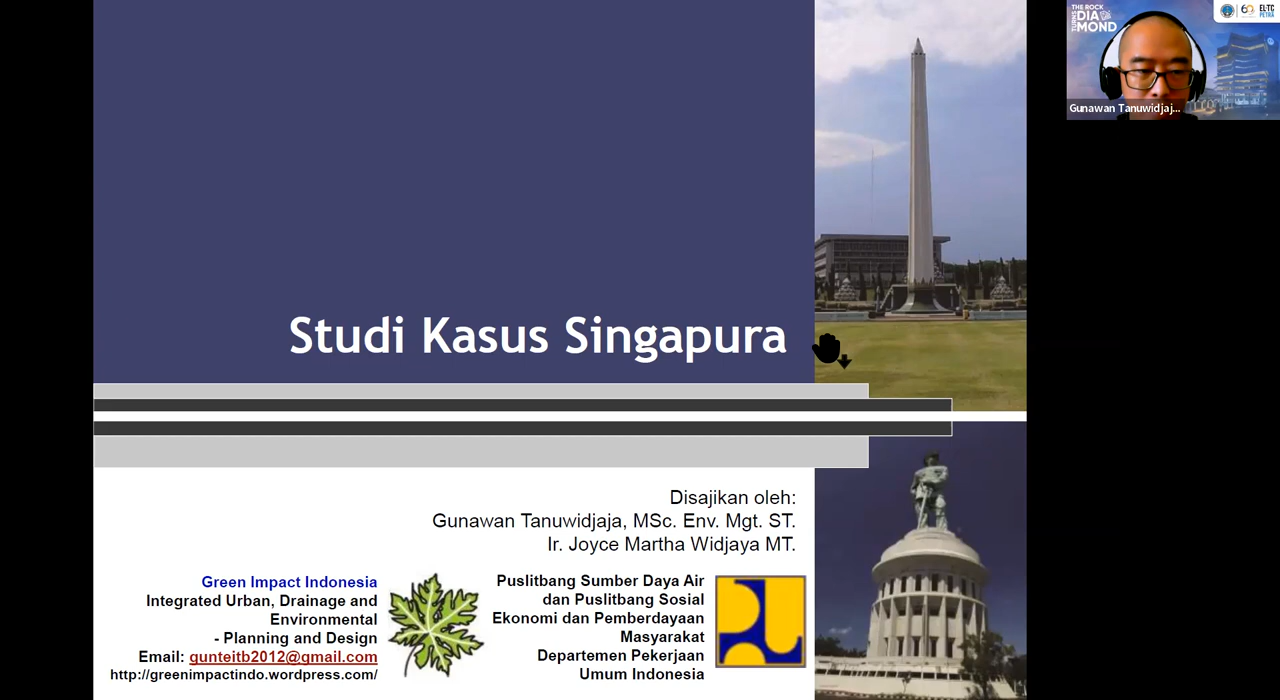 Studi Kasus Singapura
Disajikan oleh:
Gunawan Tanuwidjaja, MSc. Env. Mgt. ST.
Ir. Joyce Martha Widjaja MT.
Green Impact Indonesia
Integrated Urban, Drainage and
Environmental
- Planning and Design
Email: gunteitb2012@gmail.com
http://greenimpactindo.wordpress.com/
Puslitbang Sumber Daya Air
dan Puslitbang Sosial
Ekonomi dan Pemberdayaan
Masyarakat
Departemen Pekerjaan
Umum Indonesia
THE ROCK
TURNS
DIA
MOND
60
ELTC
PETRA
Gunawan Tanuwidjaj...